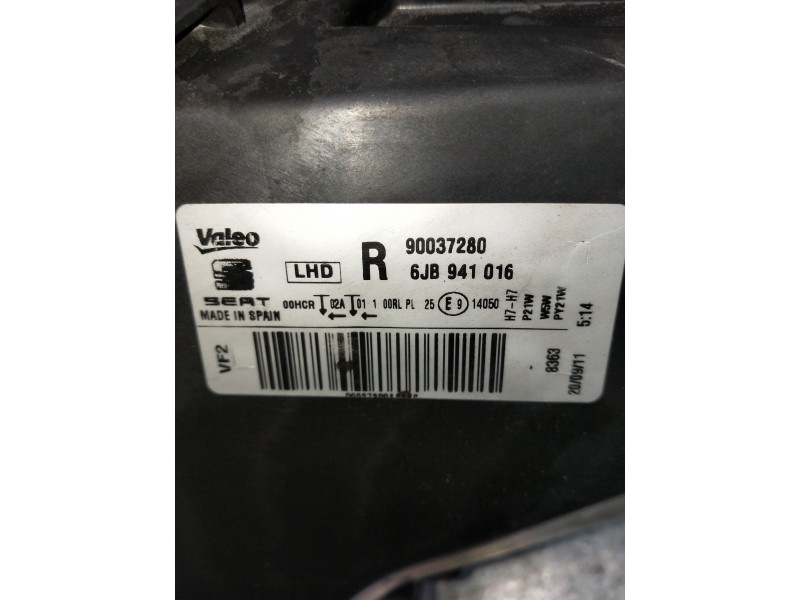 Valeo
SEAT
MADE IN SPAIN
LHD
R
90037280
6JB 941 016
00HCR 02A 01 1 00RL PL 25 E 9 14050
H7-H7
P21W
W5W
PY21W
5:14
VF2
8363
20/09/11